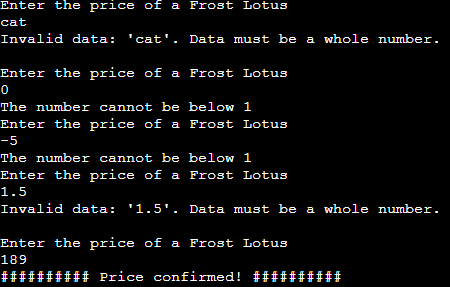 Enter the price of a Frost Lotus
cat
Invalid data: 'cat'. Data must be a whole number.
Enter the price of a Frost Lotus
0
The number cannot be below 1
Enter the price of a Frost Lotus
-5
The number cannot be below 1
Enter the price of a Frost Lotus
1.5
Invalid data: '1.5'. Data must be a whole number.
Enter the price of a Frost Lotus
189
########## Price confirmed! ##########